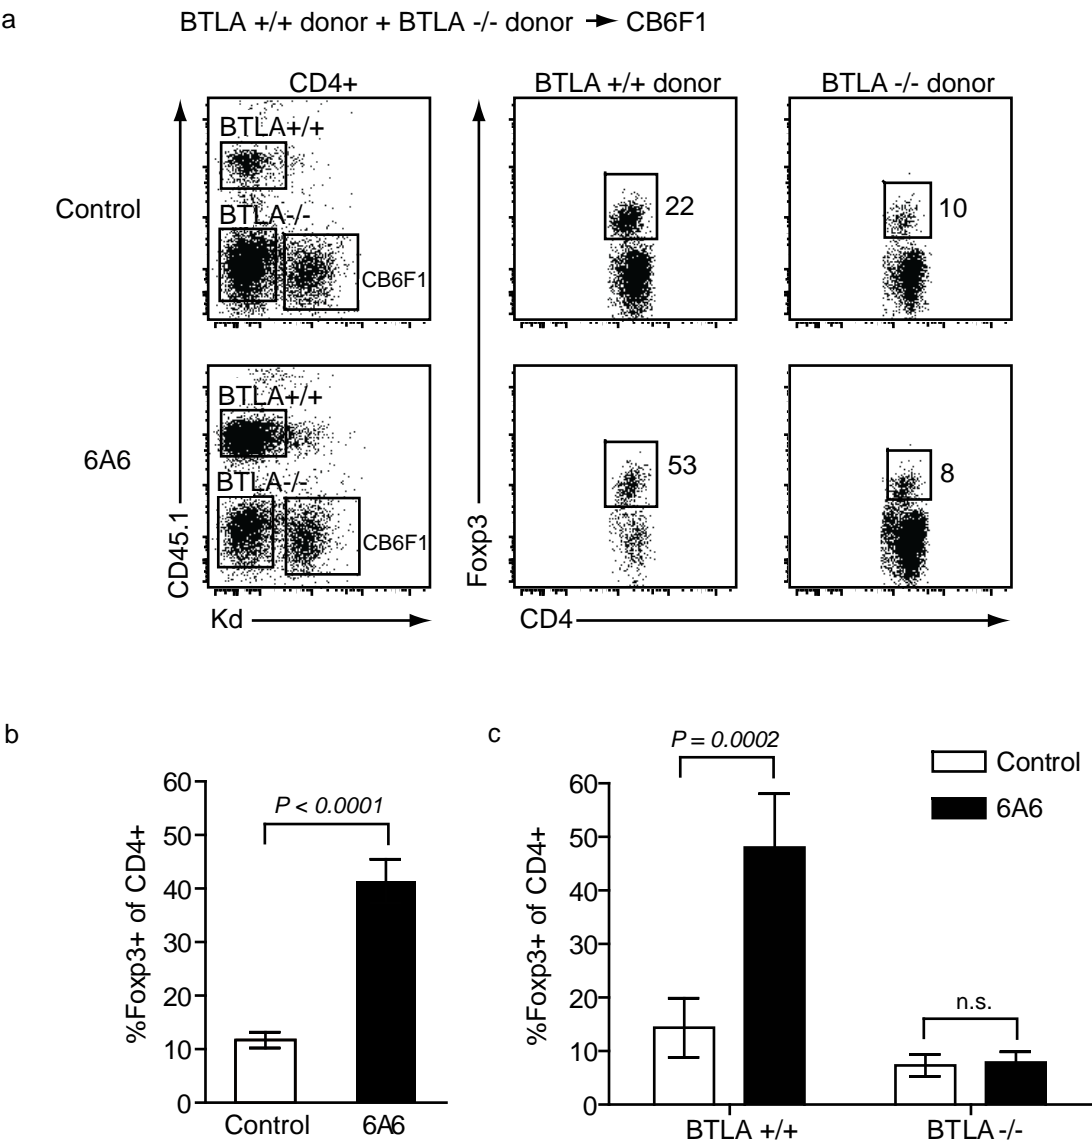 a
BTLA +/+ donor + BTLA -/- donor → CB6F1
CD4+
BTLA +/+ donor
BTLA -/- donor
Control
BTLA+/+
BTLA-/-
CB6F1
22
10
6A6
BTLA+/+
BTLA-/-
CB6F1
53
8
CD45.1
Kd
Foxp3
CD4
b
%Foxp3+ of CD4+
60
50
40
30
20
10
0
P < 0.0001
Control
6A6
c
%Foxp3+ of CD4+
60
50
40
30
20
10
0
P = 0.0002
n.s.
BTLA +/+
BTLA -/-
Control
6A6